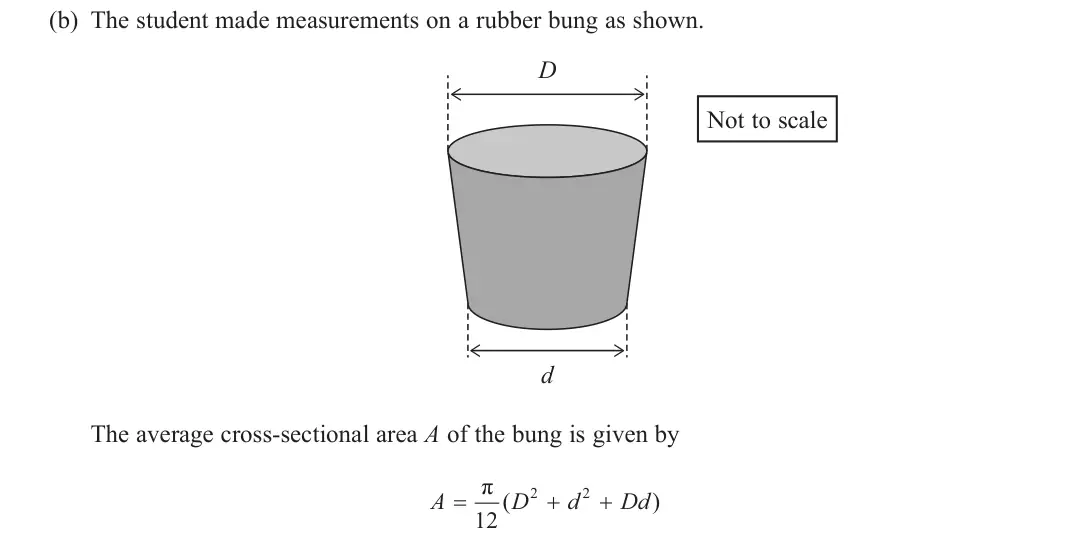 (b) The student made measurements on a rubber bung as shown.
D
Not to scale
d
The average cross-sectional area A of the bung is given by
A = π/12 (D² + d² + Dd)